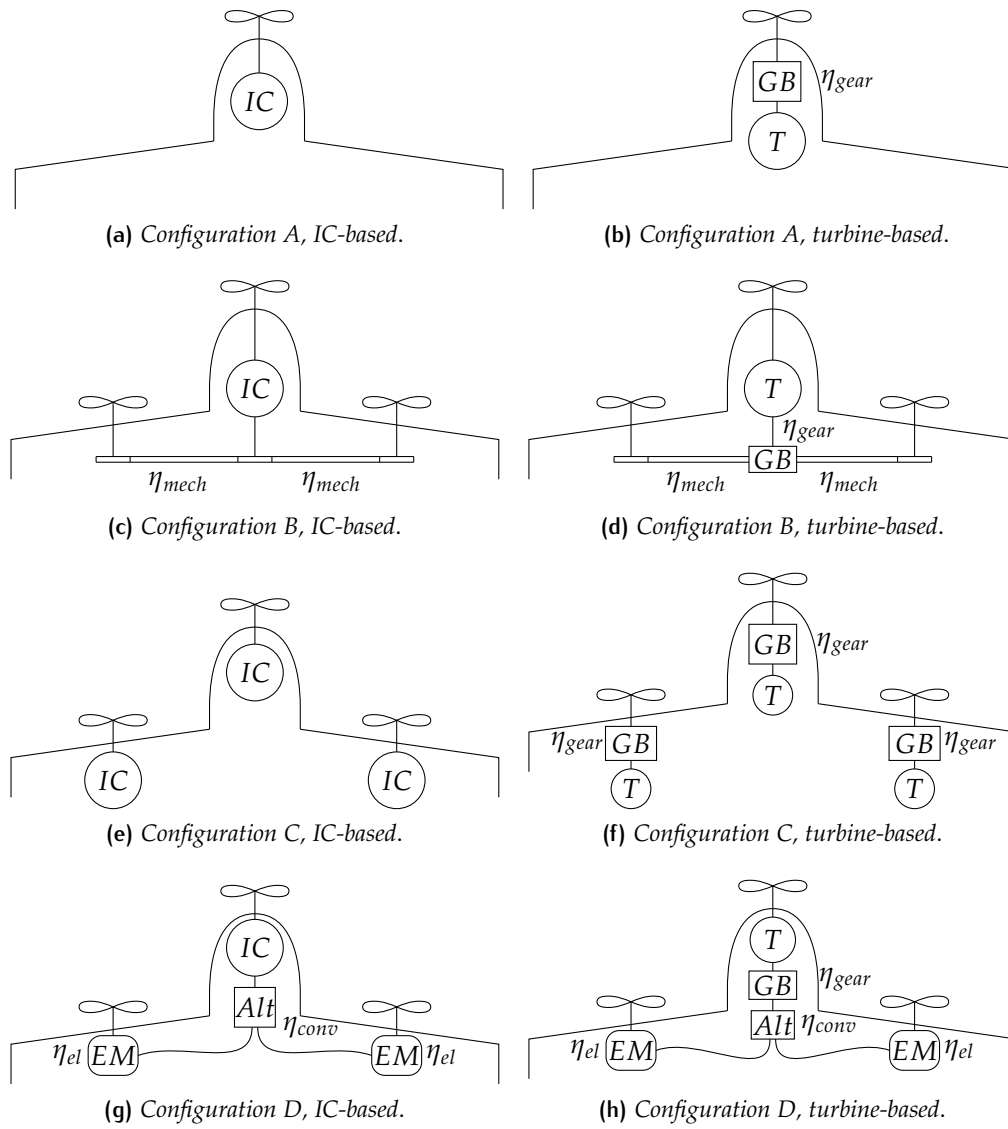 IC
GB η_gear
T
(a) Configuration A, IC-based.
(b) Configuration A, turbine-based.
IC
T
η_gear
GB
η_mech η_mech
η_mech η_mech
(c) Configuration B, IC-based.
(d) Configuration B, turbine-based.
IC
IC IC
GB η_gear
T
η_gear GB
GB η_gear
T T
(e) Configuration C, IC-based.
(f) Configuration C, turbine-based.
IC
Alt
η_conv
η_el EM
EM η_el
T
GB η_gear
Alt η_conv
η_el EM
EM η_el
(g) Configuration D, IC-based.
(h) Configuration D, turbine-based.